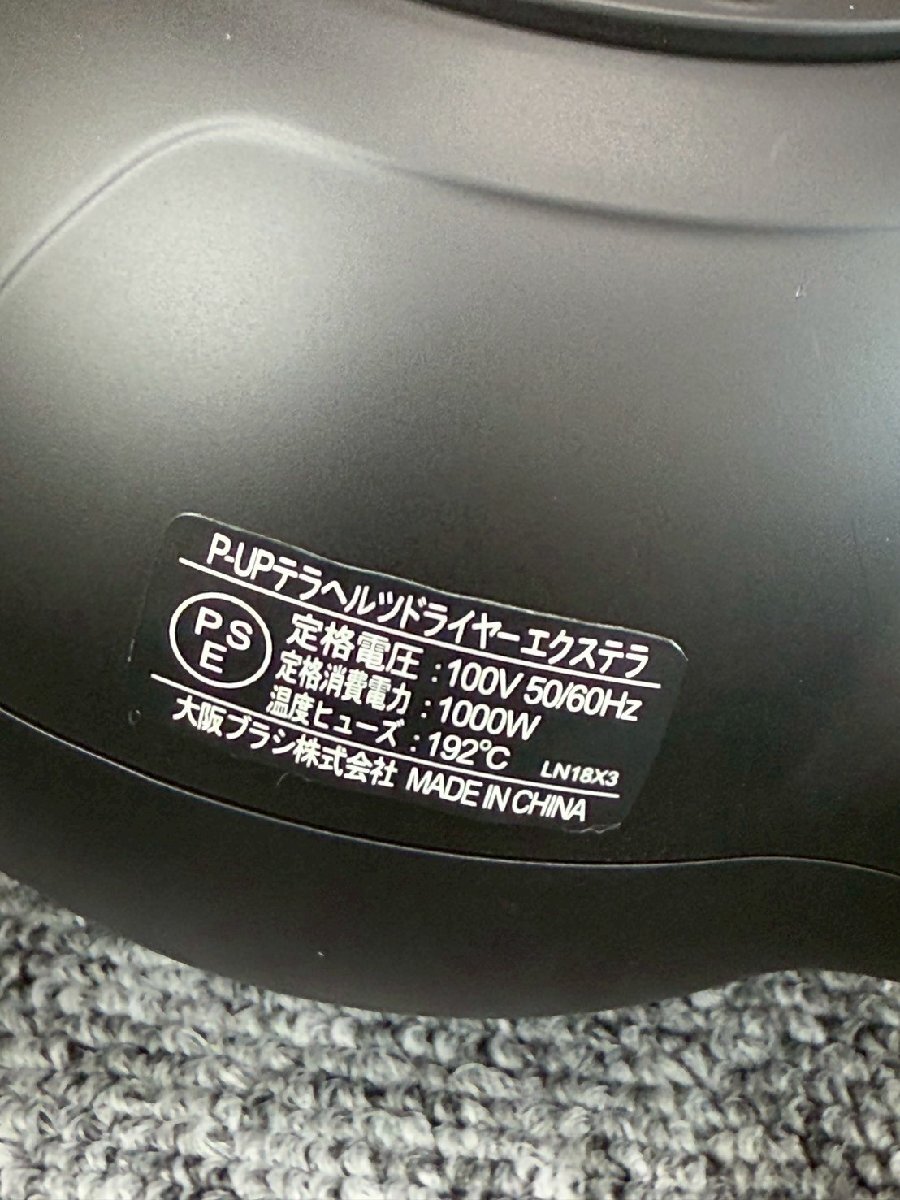 P-UPテラヘルツドライヤーエクステラ
PSE
定格電圧：100V 50/60Hz
定格消費電力：1000W
温度ヒューズ：192℃
LN18X3
大阪ブラシ株式会社 MADE IN CHINA